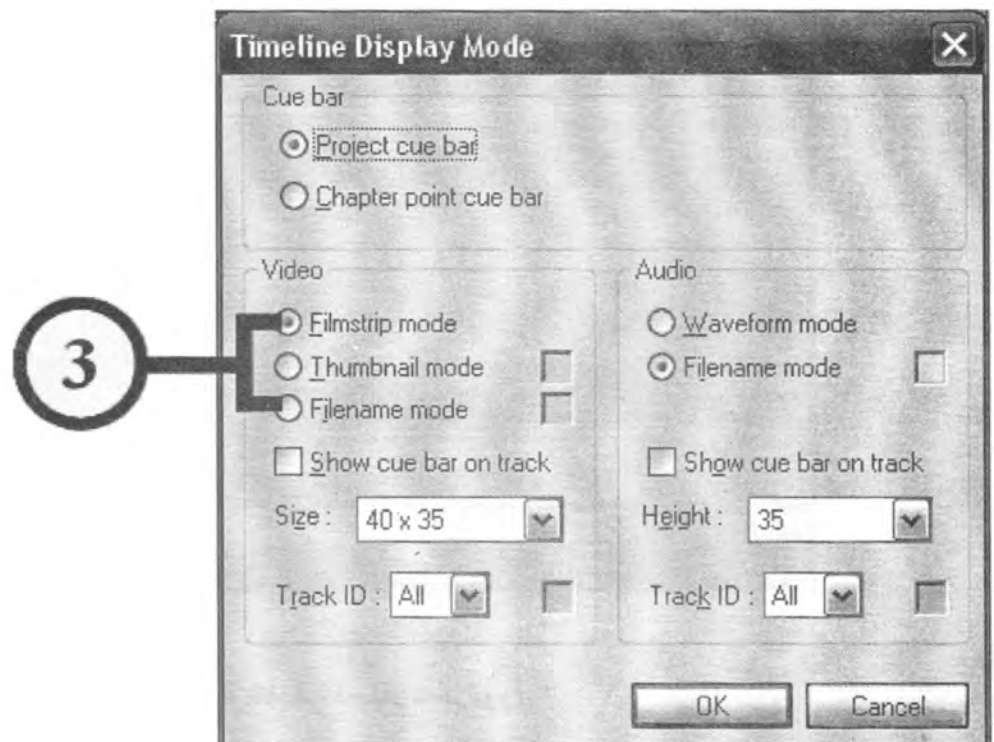 Timeline Display Mode
Cue bar
Project cue bar
Chapter point cue bar
Video
Filmstrip mode
Thumbnail mode
Filename mode
Show cue bar on track
Size : 40 x 35
Track ID : All
Audio
Waveform mode
Filename mode
Show cue bar on track
Height : 35
Track ID : All
OK Cancel
3